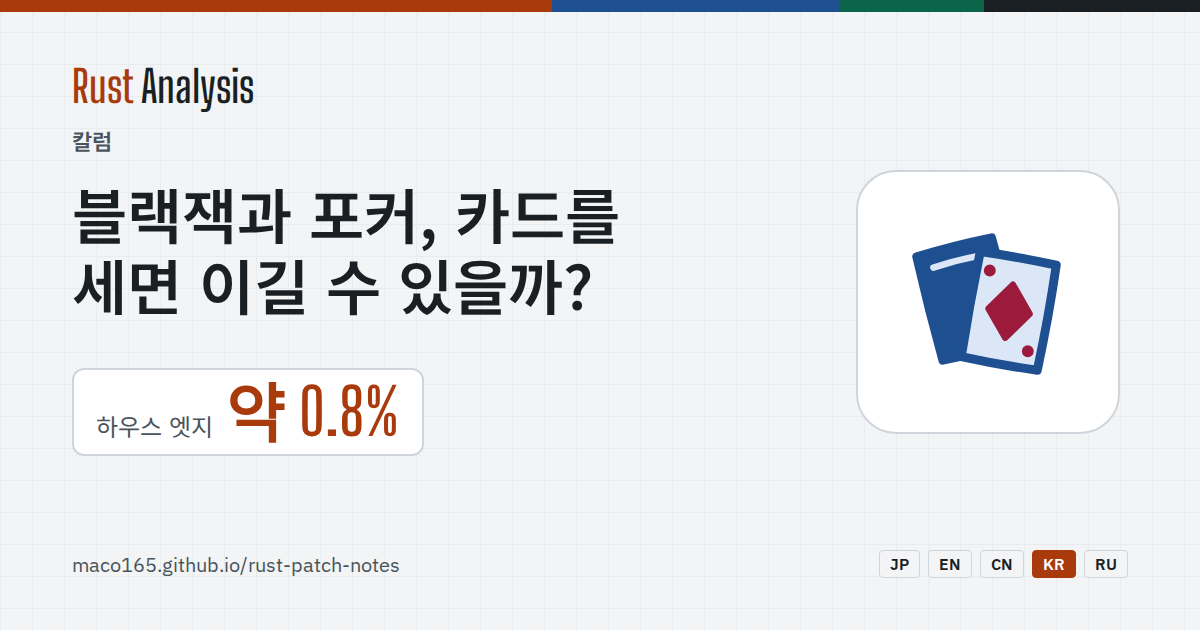 Rust Analysis
칼럼
블랙잭과 포커, 카드를
세면 이길 수 있을까?
하우스 엣지 약 0.8%
maco165.github.io/rust-patch-notes
JP EN CN KR RU